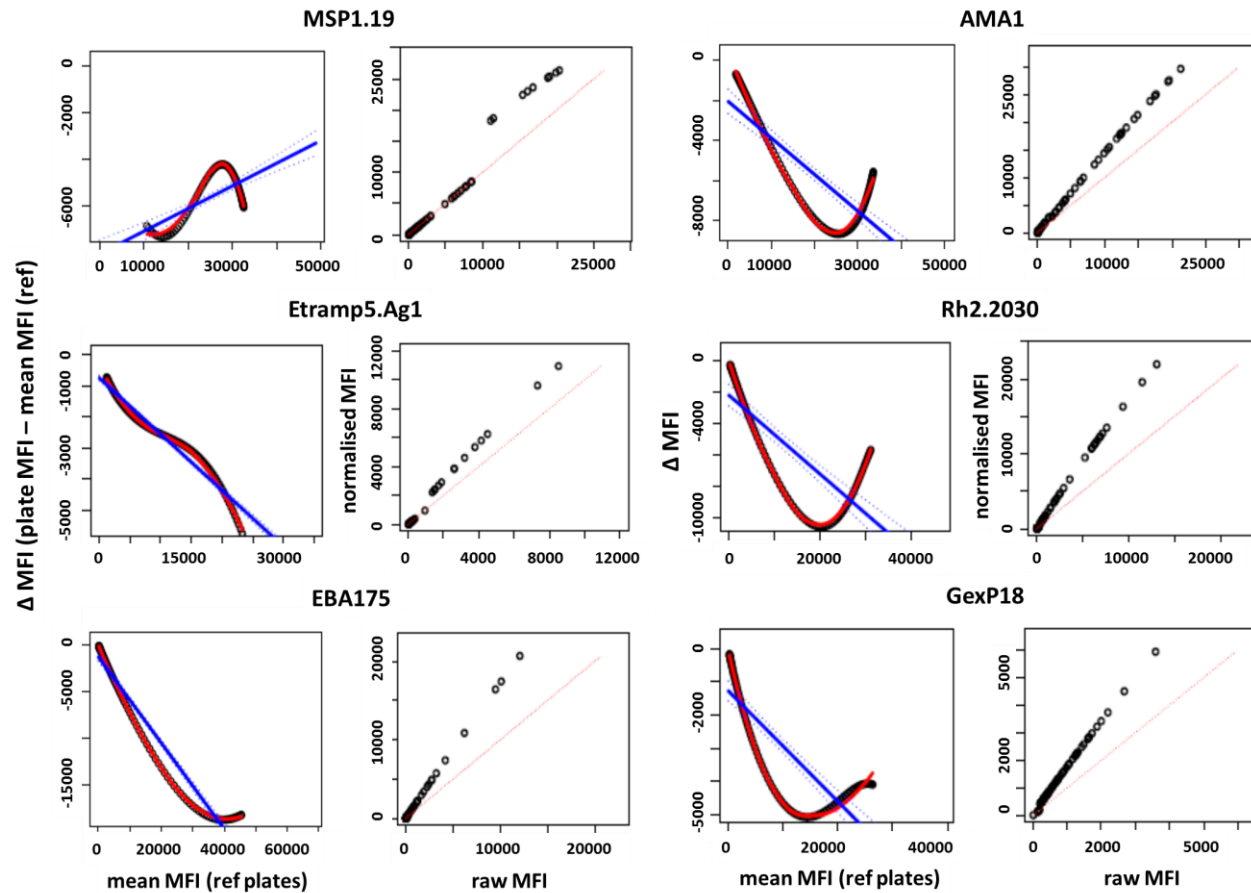 MSP1.19
AMA1
0
-2000
-4000
-6000
0 10000 20000 30000 40000 50000
25000
10000
0
0 10000 25000
0
-4000
-8000
0 10000 30000 50000
25000
10000
0
0 10000 25000
Etramp5.Ag1
Rh2.2030
Δ MFI (plate MFI – mean MFI (ref)
0
-1000
-3000
-5000
0 15000 30000
normalised MFI
12000
8000
4000
0
0 4000 8000 12000
Δ MFI
0
-4000
-10000
0 20000 40000
normalised MFI
20000
10000
0
0 5000 10000 20000
EBA175
GexP18
0
-5000
-15000
0 20000 40000 60000
20000
10000
0
0 10000 20000
0
-2000
-5000
0 20000 40000
5000
2000
0
0 2000 5000
mean MFI (ref plates)
raw MFI
mean MFI (ref plates)
raw MFI